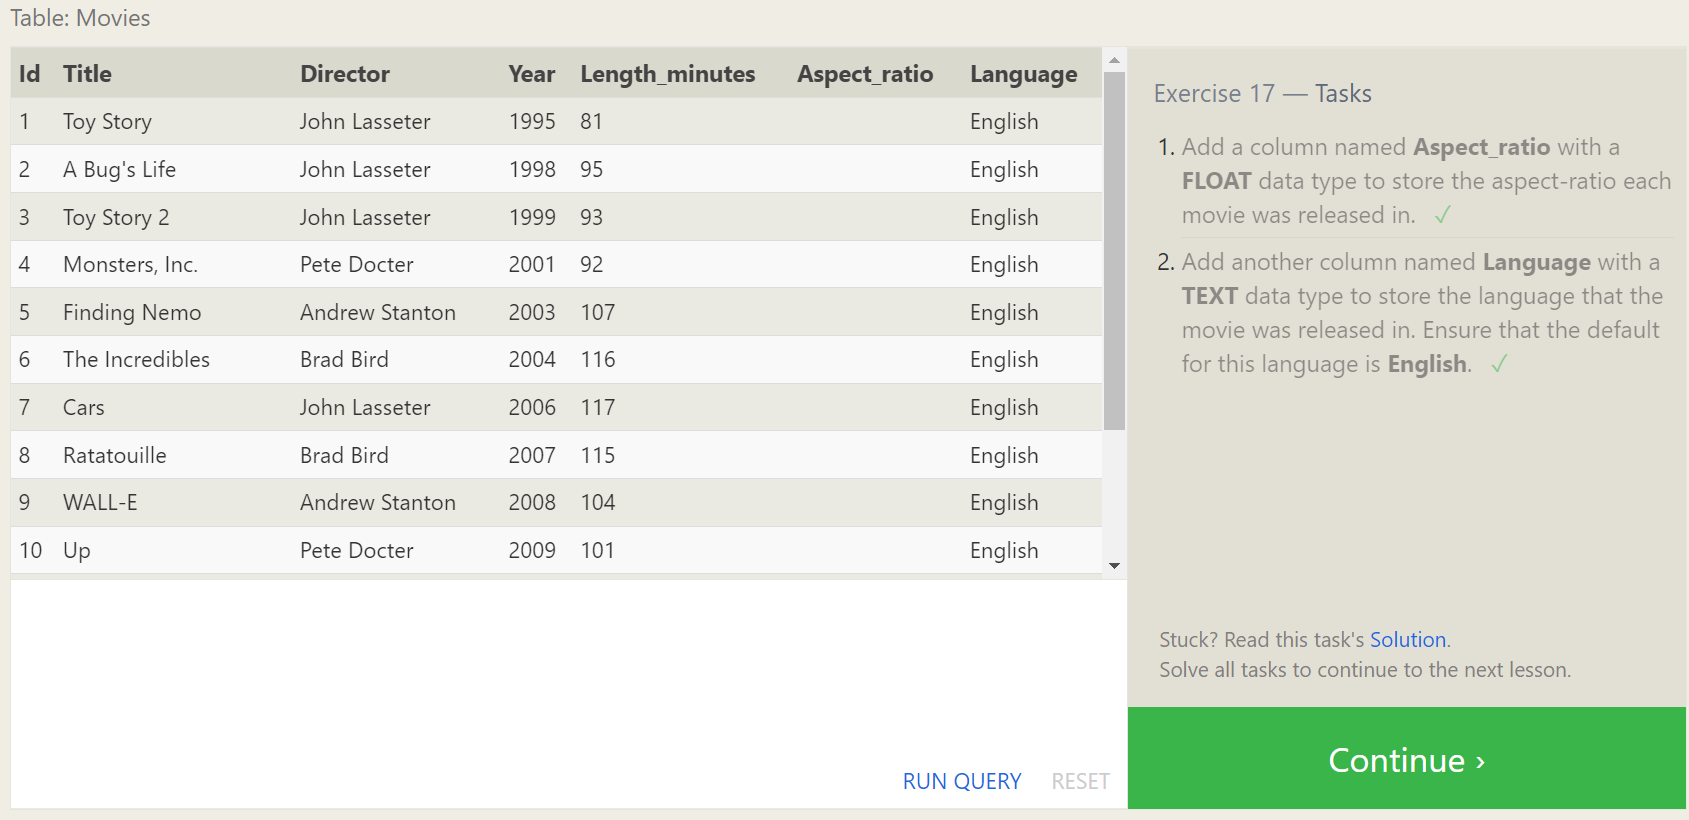 Table: Movies
Id Title Director Year Length_minutes Aspect_ratio Language
1 Toy Story John Lasseter 1995 81 English
2 A Bug's Life John Lasseter 1998 95 English
3 Toy Story 2 John Lasseter 1999 93 English
4 Monsters, Inc. Pete Docter 2001 92 English
5 Finding Nemo Andrew Stanton 2003 107 English
6 The Incredibles Brad Bird 2004 116 English
7 Cars John Lasseter 2006 117 English
8 Ratatouille Brad Bird 2007 115 English
9 WALL-E Andrew Stanton 2008 104 English
10 Up Pete Docter 2009 101 English
RUN QUERY RESET
Exercise 17 — Tasks
1. Add a column named Aspect_ratio with a
FLOAT data type to store the aspect-ratio each
movie was released in. ✓
2. Add another column named Language with a
TEXT data type to store the language that the
movie was released in. Ensure that the default
for this language is English. ✓
Stuck? Read this task's Solution.
Solve all tasks to continue to the next lesson.
Continue ›